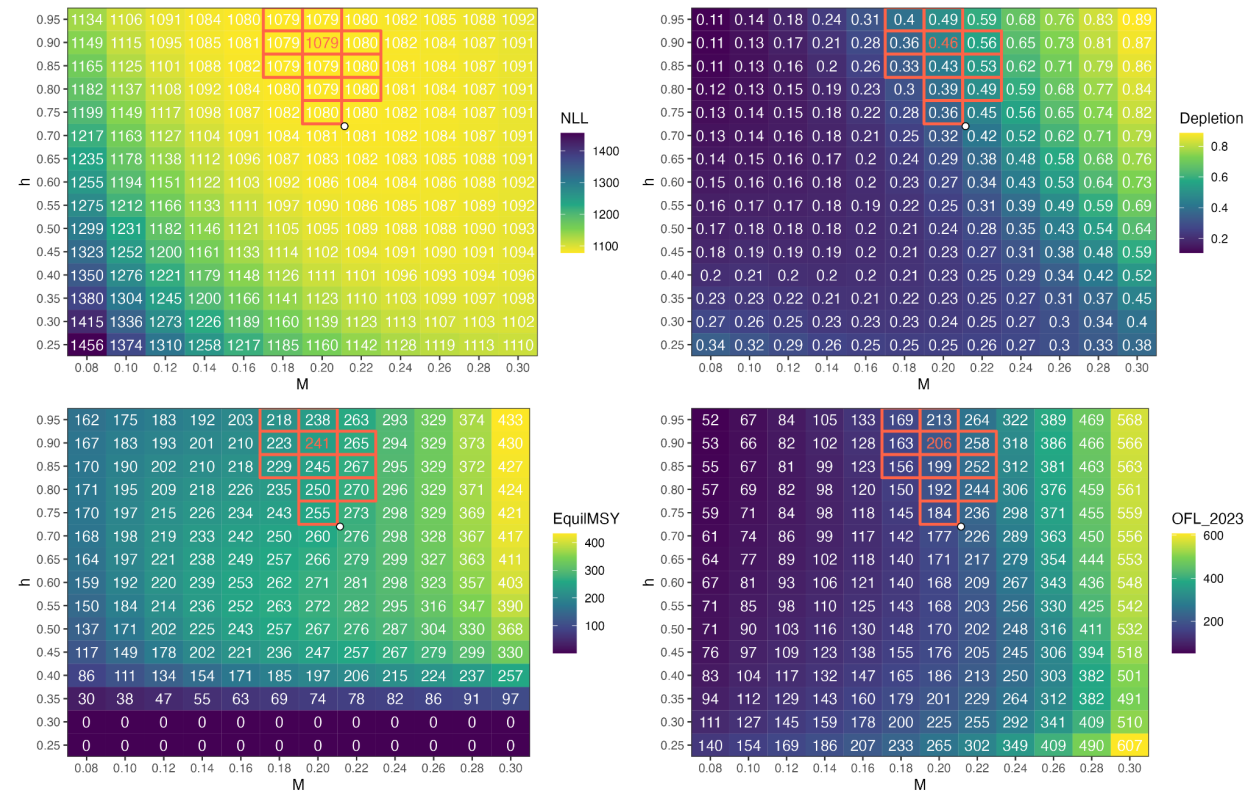 0.95 1134 1106 1091 1084 1080 1079 1079 1080 1082 1085 1088 1092
0.90 1149 1115 1095 1085 1081 1079 1079 1080 1082 1084 1087 1091
0.85 1165 1125 1101 1088 1082 1079 1079 1080 1081 1084 1087 1091
0.80 1182 1137 1108 1092 1084 1080 1079 1080 1081 1084 1087 1091
0.75 1199 1149 1117 1098 1087 1082 1080 1080 1082 1084 1087 1091
0.70 1217 1163 1127 1104 1091 1084 1081 1081 1082 1084 1087 1091
0.65 1235 1178 1138 1112 1096 1087 1083 1082 1083 1085 1088 1091
0.60 1255 1194 1151 1122 1103 1092 1086 1084 1084 1086 1088 1092
0.55 1275 1212 1166 1133 1111 1097 1090 1086 1085 1087 1089 1092
0.50 1299 1231 1182 1146 1121 1105 1095 1089 1088 1088 1090 1093
0.45 1323 1252 1200 1161 1133 1114 1102 1094 1091 1090 1091 1094
0.40 1350 1276 1221 1179 1148 1126 1111 1101 1096 1093 1094 1096
0.35 1380 1304 1245 1200 1166 1141 1123 1110 1103 1099 1097 1098
0.30 1415 1336 1273 1226 1189 1160 1139 1123 1113 1107 1103 1102
0.25 1456 1374 1310 1258 1217 1185 1160 1142 1128 1119 1113 1110
0.08 0.10 0.12 0.14 0.16 0.18 0.20 0.22 0.24 0.26 0.28 0.30
M
h
NLL
1400
1300
1200
1100
0.95 0.11 0.14 0.18 0.24 0.31 0.4 0.49 0.59 0.68 0.76 0.83 0.89
0.90 0.11 0.13 0.17 0.21 0.28 0.36 0.46 0.56 0.65 0.73 0.81 0.87
0.85 0.11 0.13 0.16 0.2 0.26 0.33 0.43 0.53 0.62 0.71 0.79 0.86
0.80 0.12 0.13 0.15 0.19 0.23 0.3 0.39 0.49 0.59 0.68 0.77 0.84
0.75 0.13 0.14 0.15 0.18 0.22 0.28 0.36 0.45 0.56 0.65 0.74 0.82
0.70 0.13 0.14 0.16 0.18 0.21 0.25 0.32 0.42 0.52 0.62 0.71 0.79
0.65 0.14 0.15 0.16 0.17 0.2 0.24 0.29 0.38 0.48 0.58 0.68 0.76
0.60 0.15 0.16 0.16 0.18 0.2 0.23 0.27 0.34 0.43 0.53 0.64 0.73
0.55 0.16 0.17 0.17 0.18 0.19 0.22 0.25 0.31 0.39 0.49 0.59 0.69
0.50 0.17 0.18 0.18 0.18 0.2 0.21 0.24 0.28 0.35 0.43 0.54 0.64
0.45 0.18 0.19 0.19 0.19 0.2 0.21 0.23 0.27 0.31 0.38 0.48 0.59
0.40 0.2 0.21 0.2 0.2 0.2 0.21 0.23 0.25 0.29 0.34 0.42 0.52
0.35 0.23 0.23 0.22 0.21 0.21 0.22 0.23 0.25 0.27 0.31 0.37 0.45
0.30 0.27 0.26 0.25 0.23 0.23 0.23 0.24 0.25 0.27 0.3 0.34 0.4
0.25 0.34 0.32 0.29 0.26 0.25 0.25 0.25 0.26 0.27 0.3 0.33 0.38
0.08 0.10 0.12 0.14 0.16 0.18 0.20 0.22 0.24 0.26 0.28 0.30
M
h
Depletion
0.8
0.6
0.4
0.2
0.95 162 175 183 192 203 218 238 263 293 329 374 433
0.90 167 183 193 201 210 223 241 265 294 329 373 430
0.85 170 190 202 210 218 229 245 267 295 329 372 427
0.80 171 195 209 218 226 235 250 270 296 329 371 424
0.75 170 197 215 226 234 243 255 273 298 329 369 421
0.70 168 198 219 233 242 250 260 276 298 328 367 417
0.65 164 197 221 238 249 257 266 279 299 327 363 411
0.60 159 192 220 239 253 262 271 281 298 323 357 403
0.55 150 184 214 236 252 263 272 282 295 316 347 390
0.50 137 171 202 225 243 257 267 276 287 304 330 368
0.45 117 149 178 202 221 236 247 257 267 279 299 330
0.40 86 111 134 154 171 185 197 206 215 224 237 257
0.35 30 38 47 55 63 69 74 78 82 86 91 97
0.30 0 0 0 0 0 0 0 0 0 0 0 0
0.25 0 0 0 0 0 0 0 0 0 0 0 0
0.08 0.10 0.12 0.14 0.16 0.18 0.20 0.22 0.24 0.26 0.28 0.30
M
h
EquilMSY
400
300
200
100
0.95 52 67 84 105 133 169 213 264 322 389 469 568
0.90 53 66 82 102 128 163 206 258 318 386 466 566
0.85 55 67 81 99 123 156 199 252 312 381 463 563
0.80 57 69 82 98 120 150 192 244 306 376 459 561
0.75 59 71 84 98 118 145 184 236 298 371 455 559
0.70 61 74 86 99 117 142 177 226 289 363 450 556
0.65 64 77 89 102 118 140 171 217 279 354 444 553
0.60 67 81 93 106 121 140 168 209 267 343 436 548
0.55 71 85 98 110 125 143 168 203 256 330 425 542
0.50 71 90 103 116 130 148 170 202 248 316 411 532
0.45 76 97 109 123 138 155 176 205 245 306 394 518
0.40 83 104 117 132 147 165 186 213 250 303 382 501
0.35 94 112 129 143 160 179 201 229 264 312 382 491
0.30 111 127 145 159 178 200 225 255 292 341 409 510
0.25 140 154 169 186 207 233 265 302 349 409 490 607
0.08 0.10 0.12 0.14 0.16 0.18 0.20 0.22 0.24 0.26 0.28 0.30
M
h
OFL_2023
600
400
200